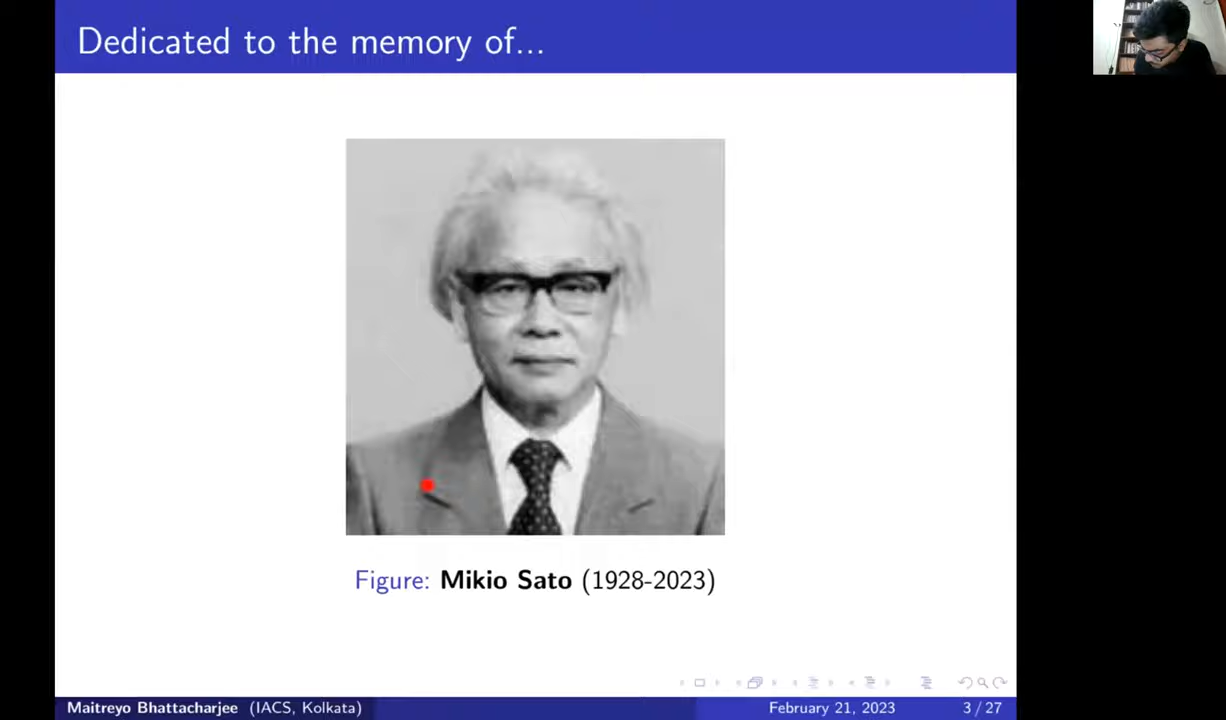 Dedicated to the memory of...
Figure: Mikio Sato (1928-2023)
Maitreyo Bhattacharjee (IACS, Kolkata)
February 21, 2023
3 / 27